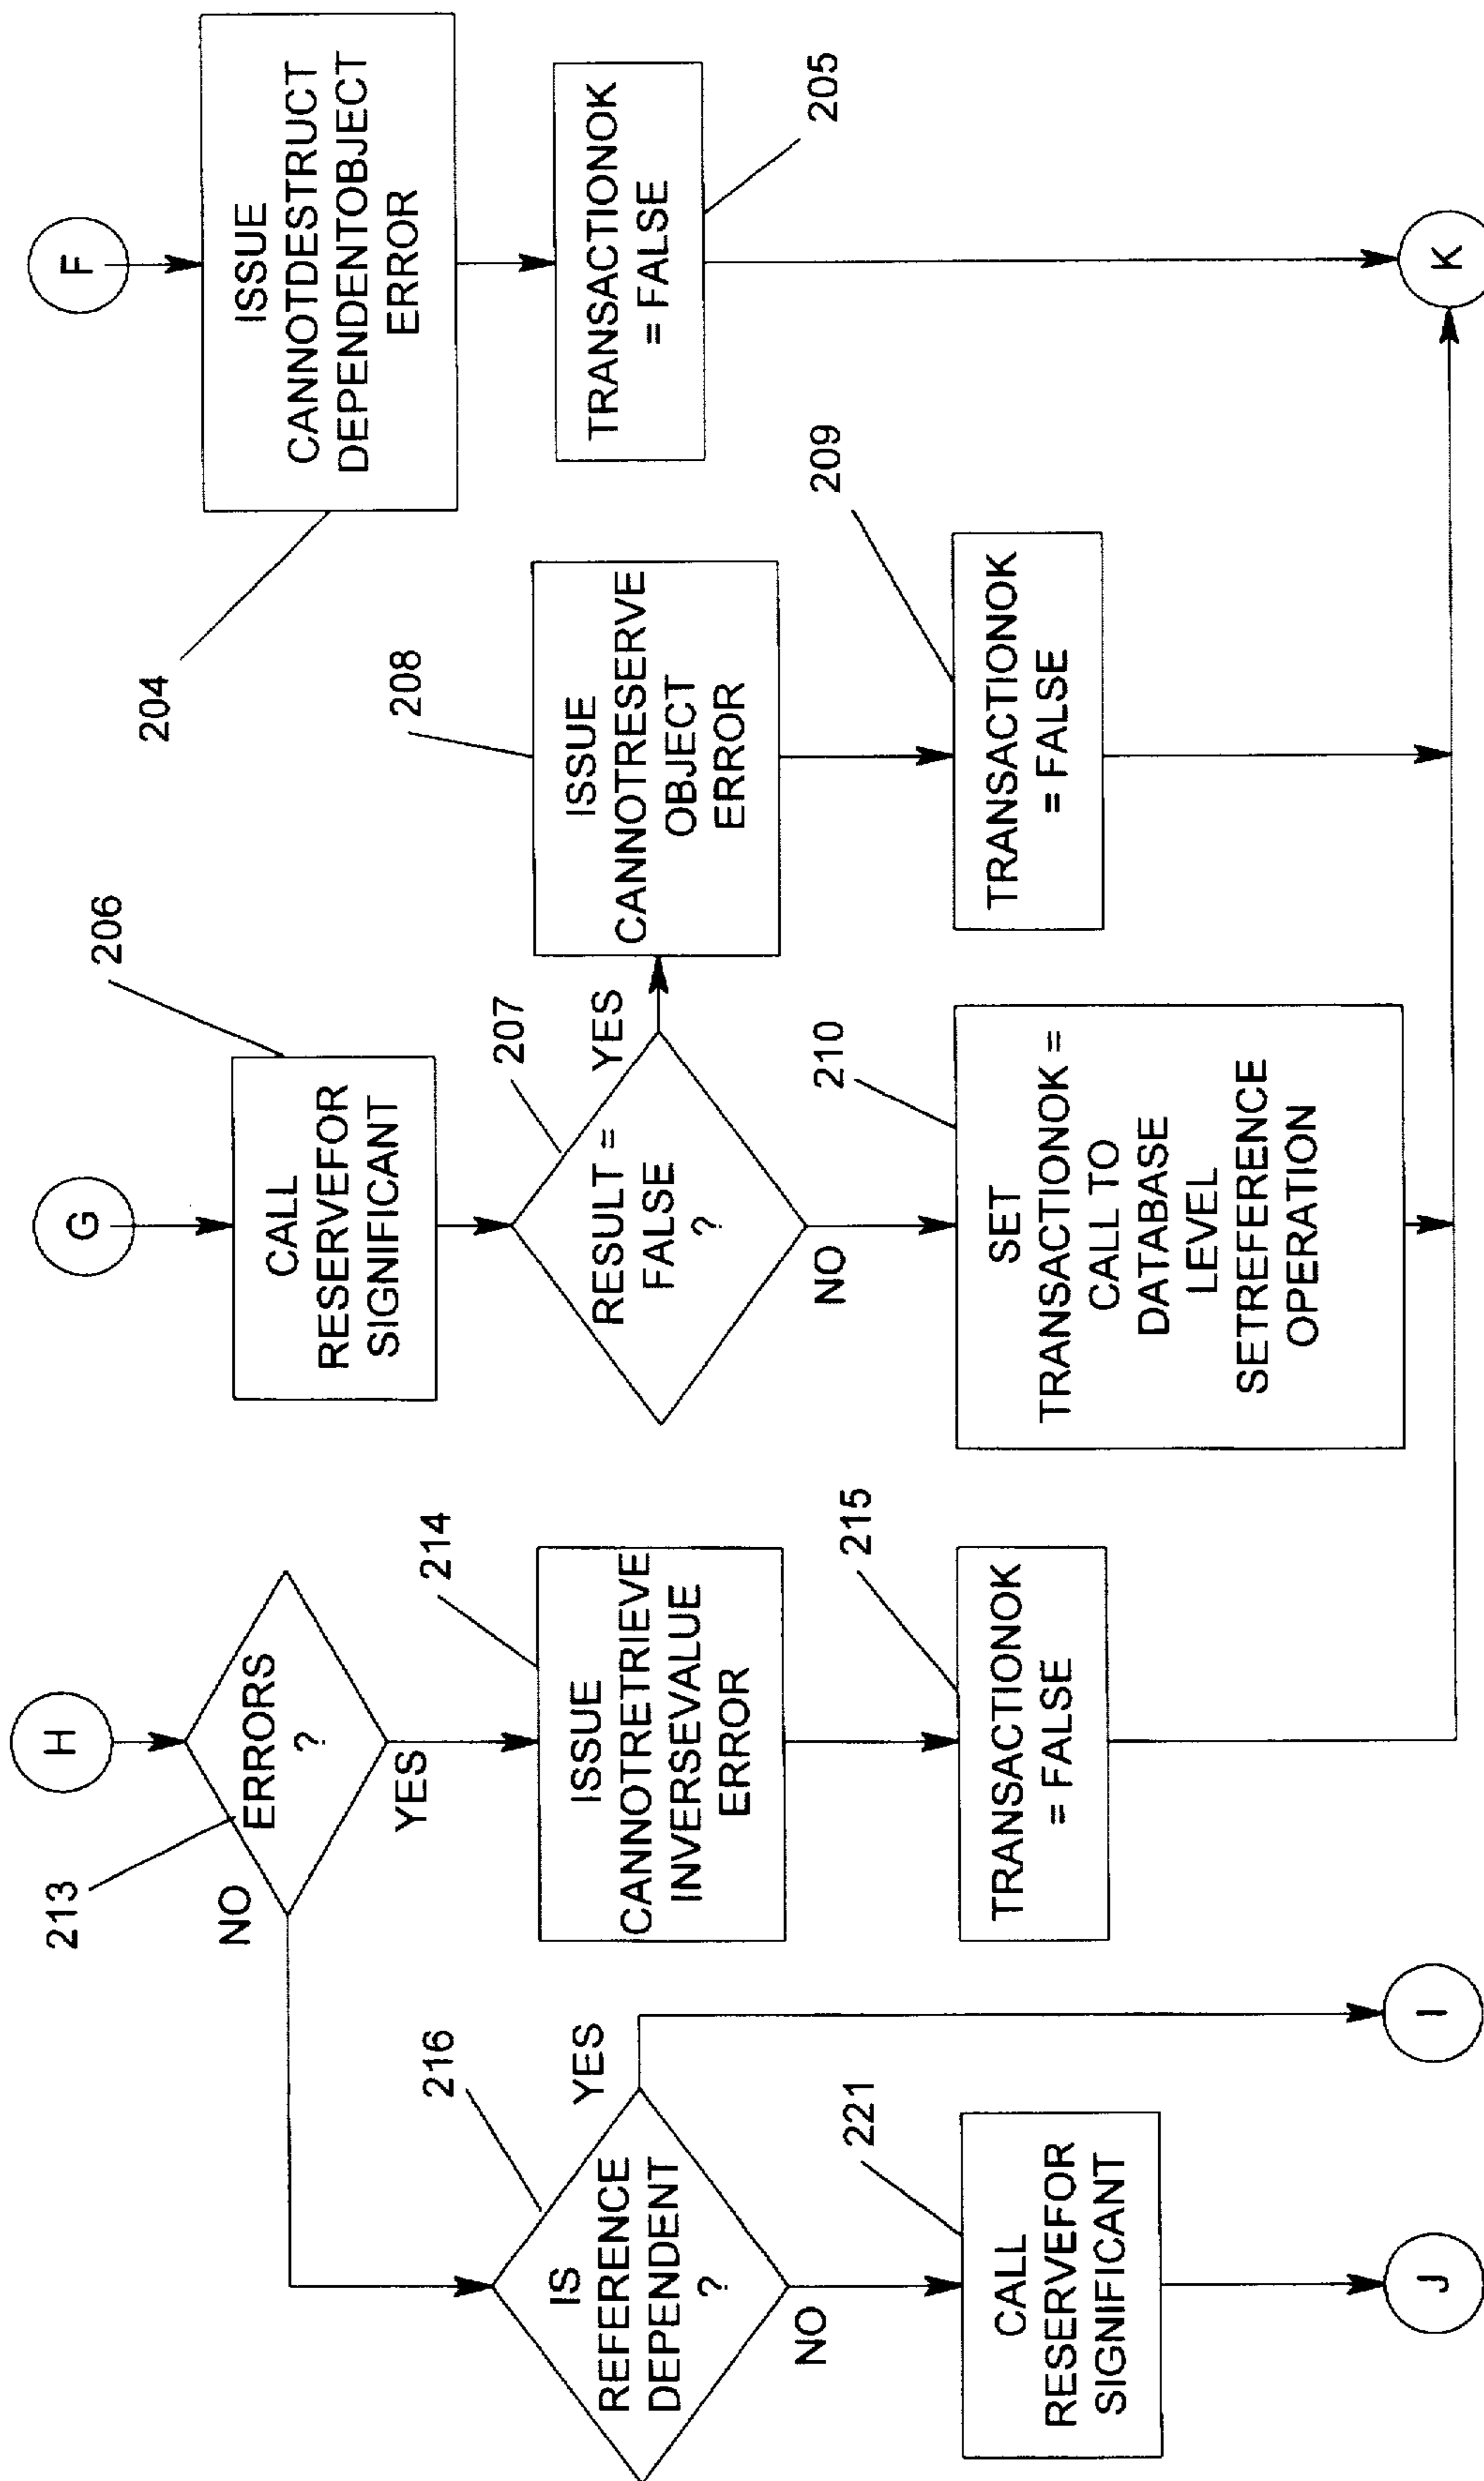 H
213
ERRORS
?
NO
YES
214
ISSUE
CANNOTRETRIEVE
INVERSEVALUE
ERROR
215
TRANSACTIONOK
= FALSE
216
IS
REFERENCE
DEPENDENT
?
YES
NO
221
CALL
RESERVEFOR
SIGNIFICANT
J
I
G
206
CALL
RESERVEFOR
SIGNIFICANT
207
RESULT =
FALSE
?
YES
NO
208
ISSUE
CANNOTRESERVE
OBJECT
ERROR
209
TRANSACTIONOK
= FALSE
210
SET
TRANSACTIONOK =
CALL TO
DATABASE
LEVEL
SETREFERENCE
OPERATION
F
204
ISSUE
CANNOTDESTRUCT
DEPENDENTOBJECT
ERROR
205
TRANSACTIONOK
= FALSE
K